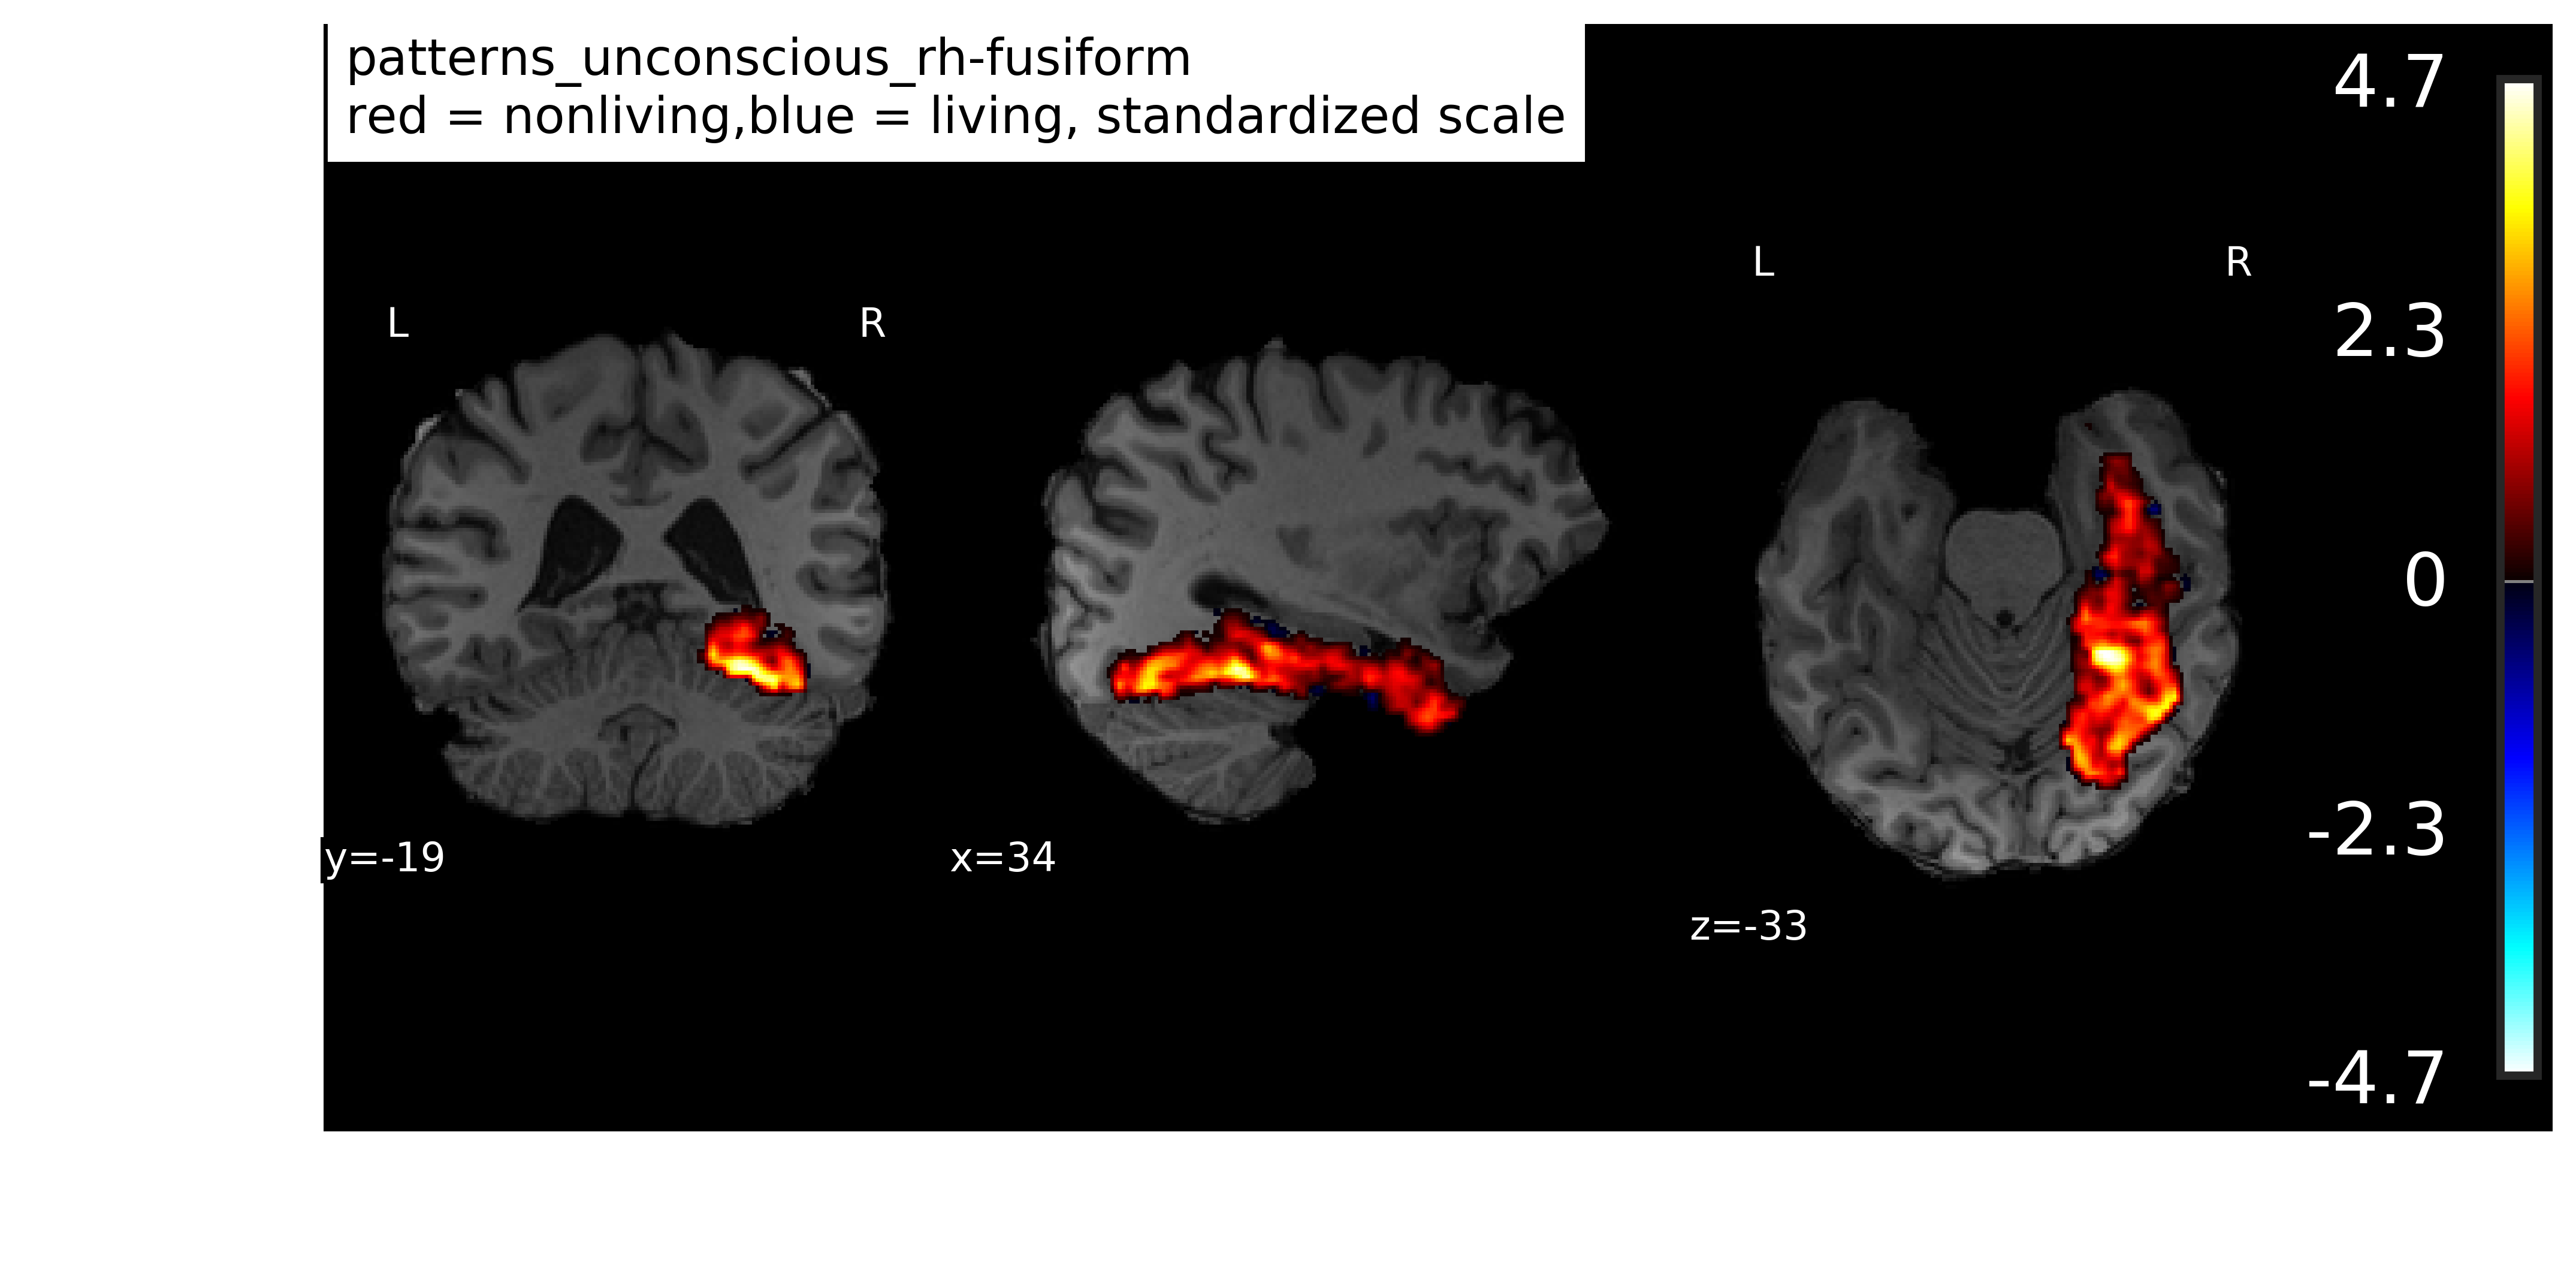 patterns_unconscious_rh-fusiform
red = nonliving,blue = living, standardized scale
L R
y=-19
x=34
L R
z=-33
4.7
2.3
0
-2.3
-4.7